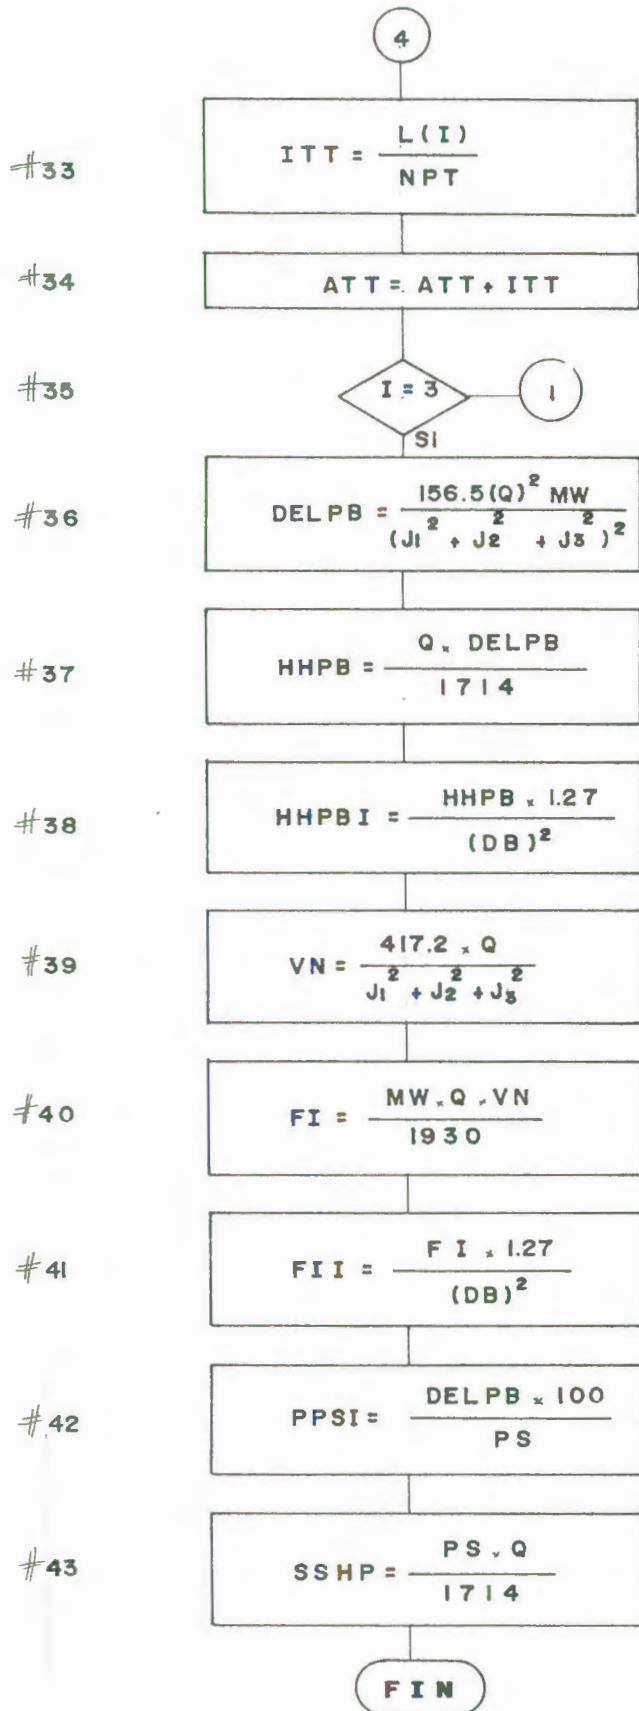 4
#33 ITT = L(I) / NPT
#34 ATT = ATT + ITT
#35 I = 3 1
SI
#36 DELPB = 156.5(Q)² MW / (J1² + J2² + J3²)²
#37 HHPB = Q x DELPB / 1714
#38 HHPBI = HHPB x 1.27 / (DB)²
#39 VN = 417.2 x Q / J1² + J2² + J3²
#40 FI = MW x Q x VN / 1930
#41 FII = FI x 1.27 / (DB)²
#42 PPSI = DELPB x 100 / PS
#43 SSHP = PS x Q / 1714
FIN